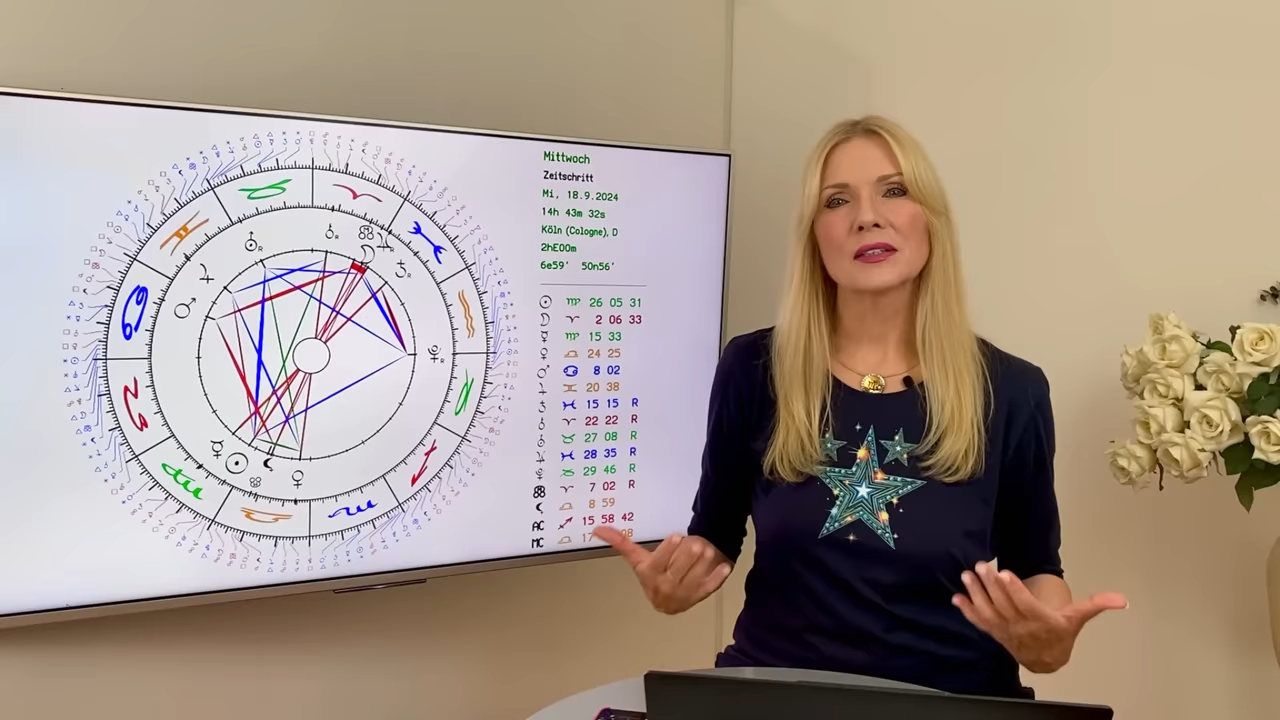 Mittwoch
Zeitschritt
Mi, 18.9.2024
14h 43m 32s
Köln (Cologne), D
2hE00m
6e59' 50n56'
☉ ♍ 26 05 31
☽ ♈ 2 06 33
☿ ♍ 15 33
♀ ♎ 24 25
♂ ♋ 8 02
♃ ♊ 20 38
♄ ♓ 15 15 R
♈ 22 22 R
♅ ♉ 27 08 R
♆ ♓ 28 35 R
♇ ♑ 29 46 R
☊ ♈ 7 02 R
⚸ ♎ 8 59
AC ♐ 15 58 42
MC ♎